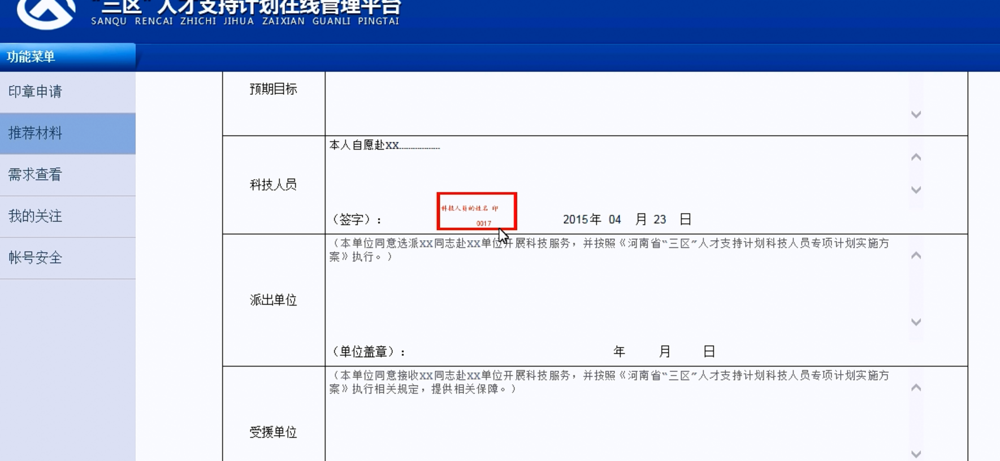 "三区"人才支持计划在线管理平台
SANQU RENCAI ZHICHI JIHUA ZAIXIAN GUANLI PINGTAI
功能菜单
印章申请
推荐材料
需求查看
我的关注
帐号安全
预期目标
本人自愿赴XX..................
科技人员
科技人员的姓名 印
0017
（签字）：
2015年 04 月 23 日
（本单位同意选派XX同志赴XX单位开展科技服务，并按照《河南省“三区”人才支持计划科技人员专项计划实施方
案》执行。）
派出单位
（单位盖章）： 年 月 日
（本单位同意接收XX同志赴XX单位开展科技服务，并按照《河南省“三区”人才支持计划科技人员专项计划实施方
案》执行相关规定，提供相关保障。）
受援单位